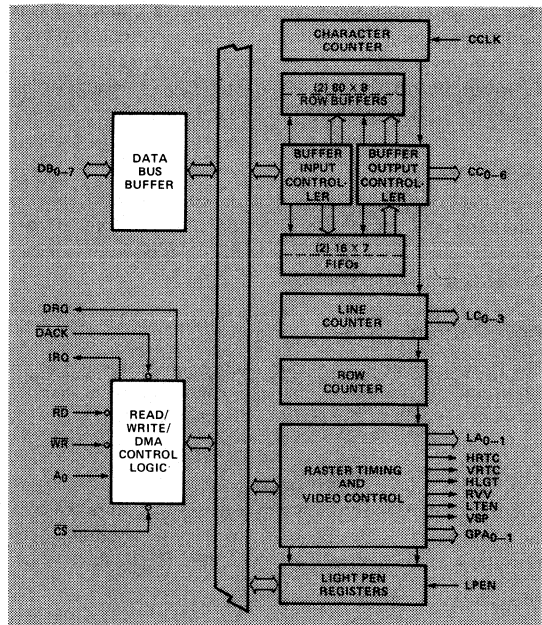 CHARACTER
COUNTER
CCLK
(2) 80 X 8
ROW BUFFERS
DB0–7
DATA
BUS
BUFFER
BUFFER
INPUT
CONTROL-
LER
BUFFER
OUTPUT
CONTROL-
LER
CC0–6
(2) 16 X 7
FIFOs
DRQ
DACK
IRQ
LINE
COUNTER
LC0–3
ROW
COUNTER
RD
WR
A0
CS
READ/
WRITE/
DMA
CONTROL
LOGIC
RASTER TIMING
AND
VIDEO CONTROL
LA0–1
HRTC
VRTC
HLGT
RVV
LTEN
VSP
GPA0–1
LIGHT PEN
REGISTERS
LPEN